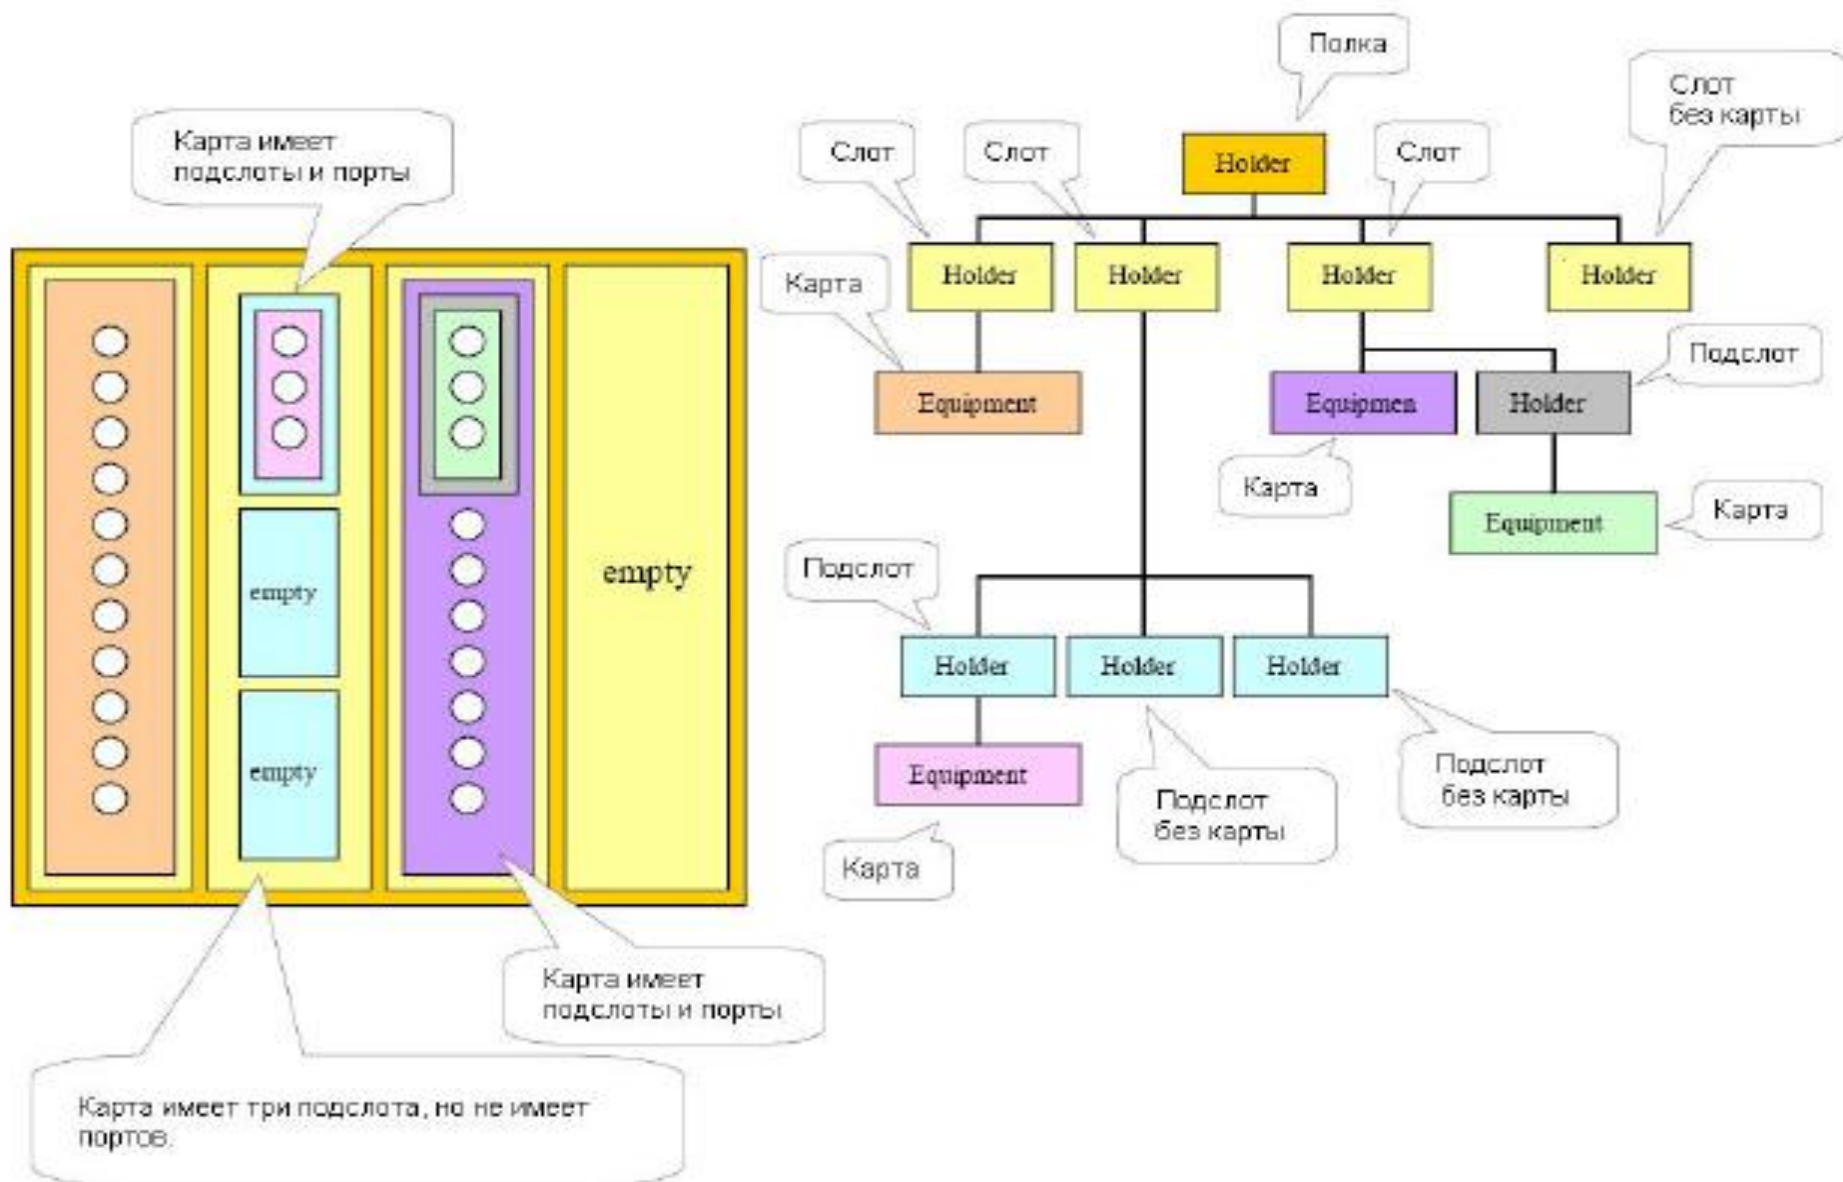 Полка
Слот
без карты
Карта имеет
подслоты и порты
Слот
Слот
Слот
Holder
Holder
Holder
Holder
Holder
Карта
Подслот
Equipment
Equipmen
Holder
Карта
Equipment
Карта
empty
empty
empty
Подслот
Holder
Holder
Holder
Equipment
Подслот
без карты
Подслот
без карты
Карта
Карта имеет
подслоты и порты
Карта имеет три подслота, но не имеет
портов.